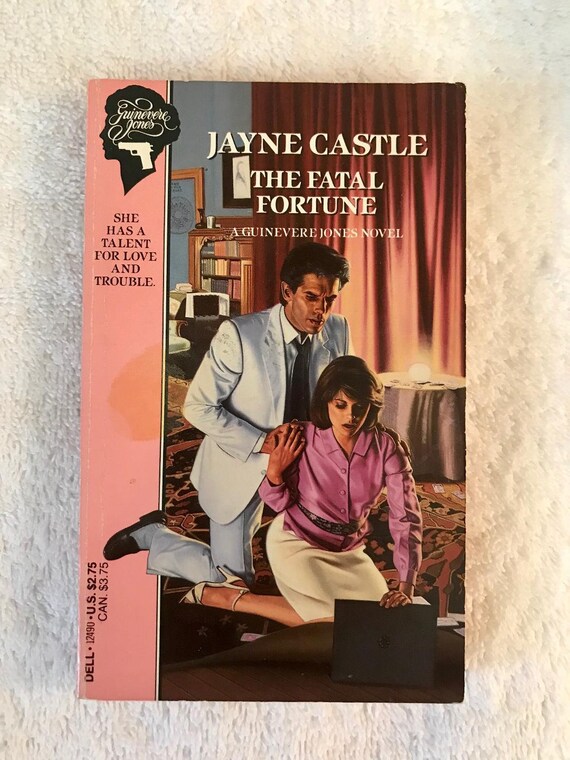 Guinevere
Jones
SHE
HAS A
TALENT
FOR LOVE
AND
TROUBLE.
JAYNE CASTLE
THE FATAL
FORTUNE
A GUINEVERE JONES NOVEL
DELL • 12490 • U.S. $2.75
CAN. $3.75